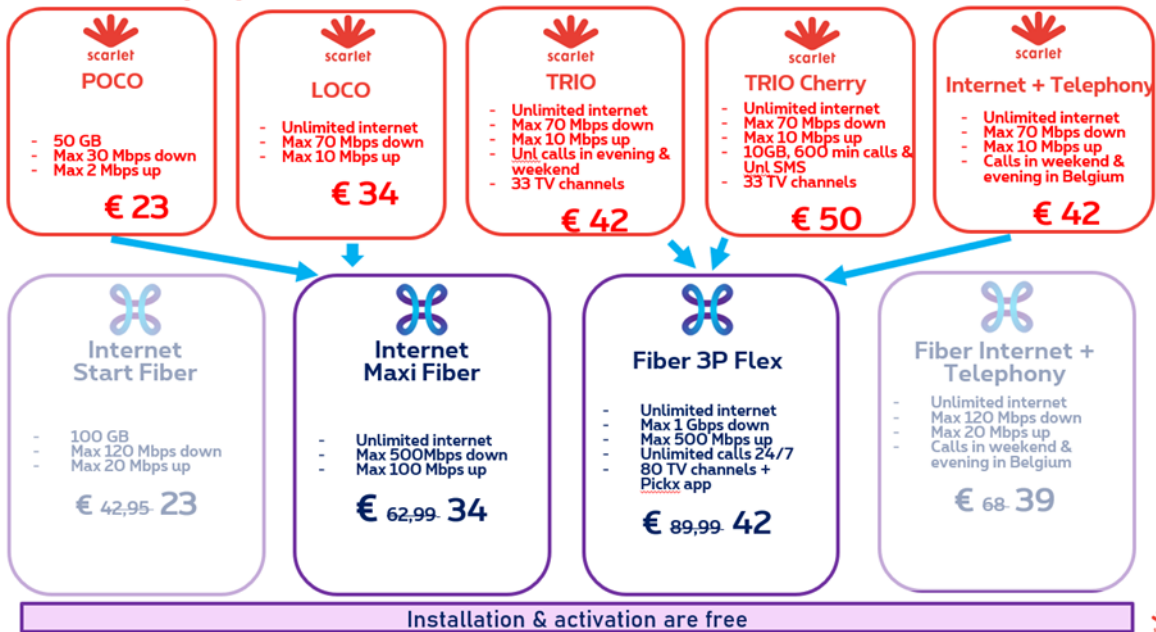 scarlet
POCO
- 50 GB
- Max 30 Mbps down
- Max 2 Mbps up
€ 23
scarlet
LOCO
- Unlimited internet
- Max 70 Mbps down
- Max 10 Mbps up
€ 34
scarlet
TRIO
- Unlimited internet
- Max 70 Mbps down
- Max 10 Mbps up
- Unl calls in evening &
weekend
- 33 TV channels
€ 42
scarlet
TRIO Cherry
- Unlimited internet
- Max 70 Mbps down
- Max 10 Mbps up
- 10GB, 600 min calls &
Unl SMS
- 33 TV channels
€ 50
scarlet
Internet + Telephony
- Unlimited internet
- Max 70 Mbps down
- Max 10 Mbps up
- Calls in weekend &
evening in Belgium
€ 42
Internet
Start Fiber
- 100 GB
- Max 120 Mbps down
- Max 20 Mbps up
€ 42,95 23
Internet
Maxi Fiber
- Unlimited internet
- Max 500Mbps down
- Max 100 Mbps up
€ 62,99 34
Fiber 3P Flex
- Unlimited internet
- Max 1 Gbps down
- Max 500 Mbps up
- Unlimited calls 24/7
- 80 TV channels +
Pickx app
€ 89,99 42
Fiber Internet +
Telephony
- Unlimited internet
- Max 120 Mbps down
- Max 20 Mbps up
- Calls in weekend &
evening in Belgium
€ 68 39
Installation & activation are free